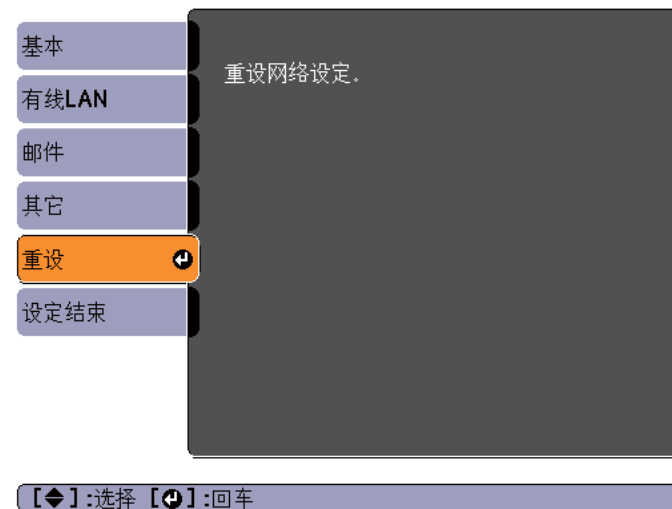 基本
有线LAN
邮件
其它
重设
设定结束
重设网络设定.
【◆】:选择【⏎】:回车